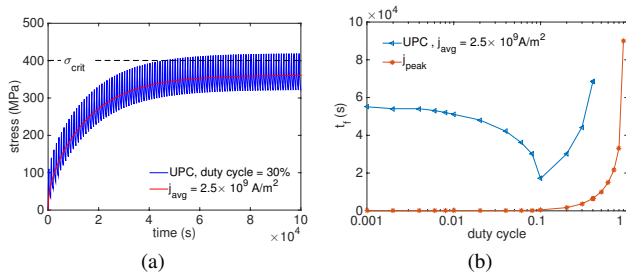 (a)
500
400
300
200
100
0
stress (MPa)
σcrit
UPC, duty cycle = 30%
javg = 2.5× 10⁹ A/m²
0 2 4 6 8 10
time (s)
× 10⁴
(a)
× 10⁴
(b)
10
8
6
4
2
0
tf (s)
UPC , javg = 2.5× 10⁹A/m²
jpeak
0.001 0.01 0.1 1
duty cycle
(b)